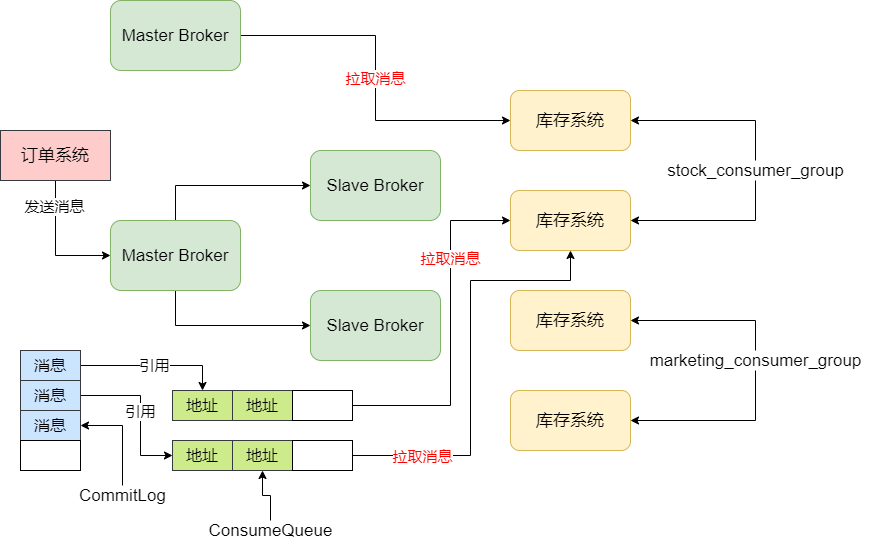 Master Broker
拉取消息
库存系统
订单系统
stock_consumer_group
Slave Broker
发送消息
库存系统
Master Broker
拉取消息
Slave Broker
库存系统
marketing_consumer_group
消息
引用
消息
引用
地址
地址
库存系统
消息
地址
地址
拉取消息
CommitLog
ConsumeQueue